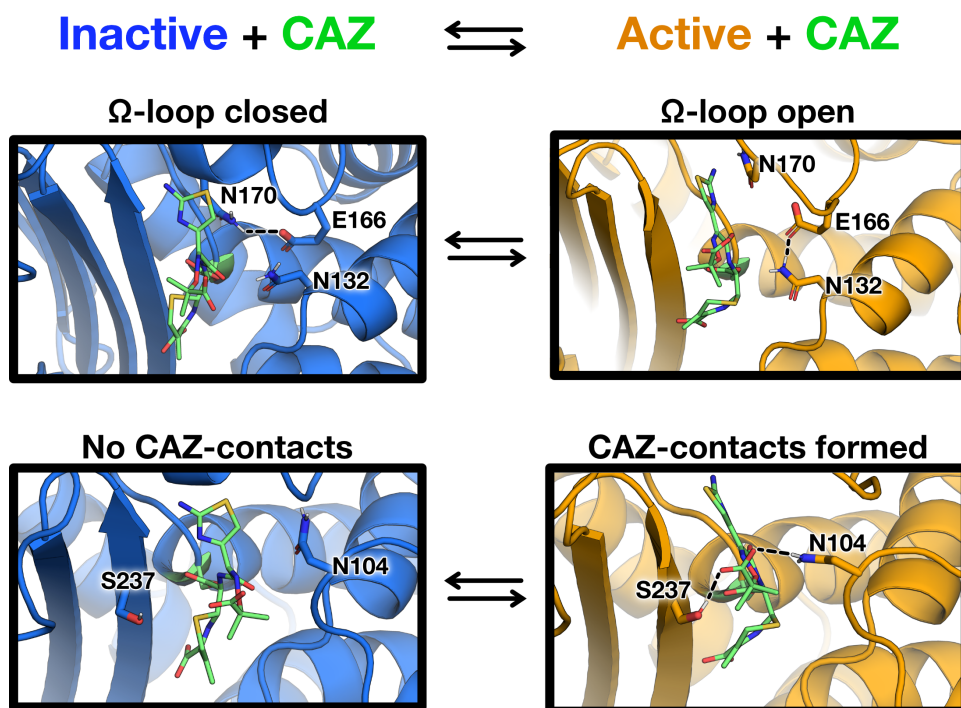 Inactive + CAZ
Active + CAZ
Ω-loop closed
Ω-loop open
N170
E166
N132
N170
E166
N132
No CAZ-contacts
CAZ-contacts formed
S237
N104
S237
N104